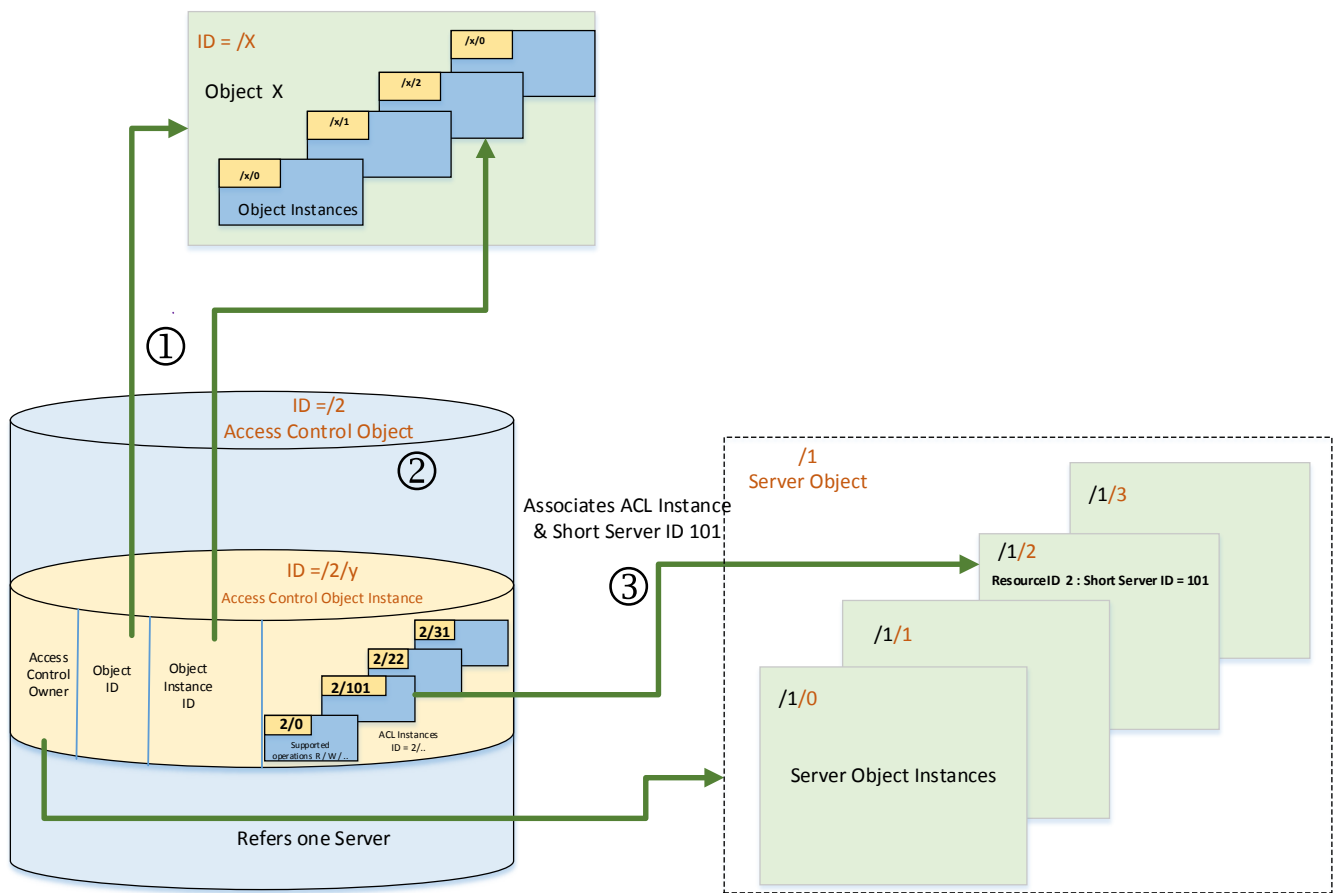 ID = /X
Object X
/x/0
/x/2
/x/1
/x/0
Object Instances
①
ID =/2
Access Control Object
②
Associates ACL Instance
& Short Server ID 101
③
ID =/2/y
Access Control Object Instance
Access
Control
Owner
Object
ID
Object
Instance
ID
2/31
2/22
2/101
2/0
Supported
operations R / W / ..
ACL Instances
ID = 2/..
Refers one Server
/1
Server Object
/1/3
/1/2
ResourceID 2 : Short Server ID = 101
/1/1
/1/0
Server Object Instances